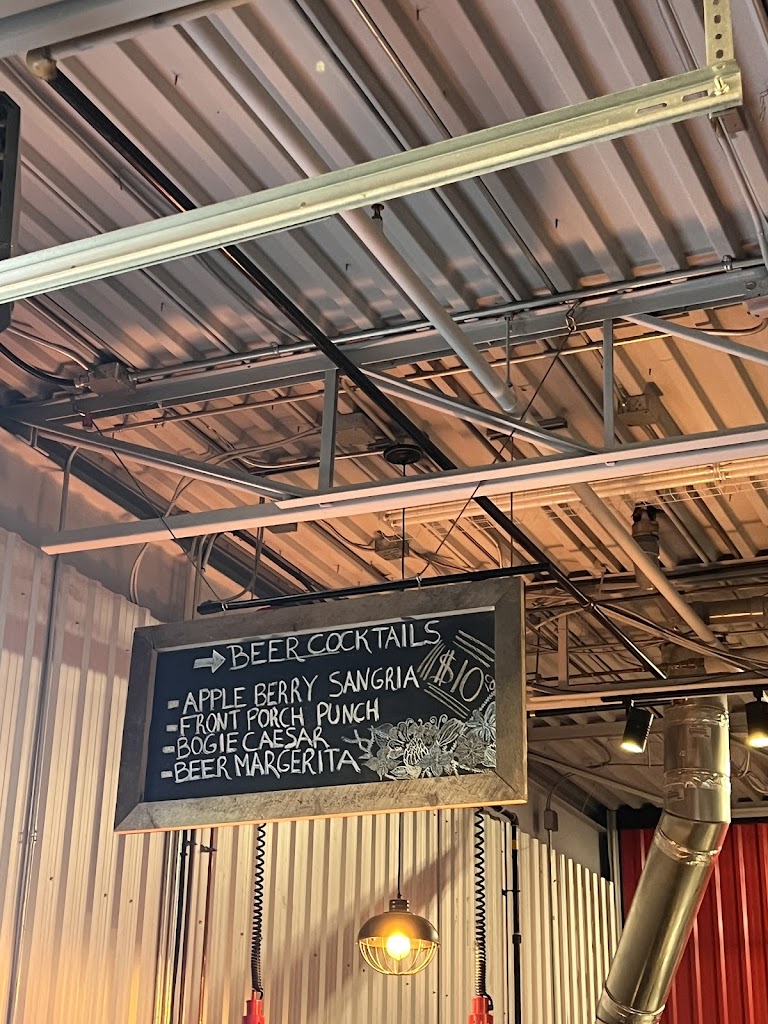 → BEER COCKTAILS
$10
- APPLE BERRY SANGRIA
- FRONT PORCH PUNCH
- BOGIE CAESAR
- BEER MARGERITA